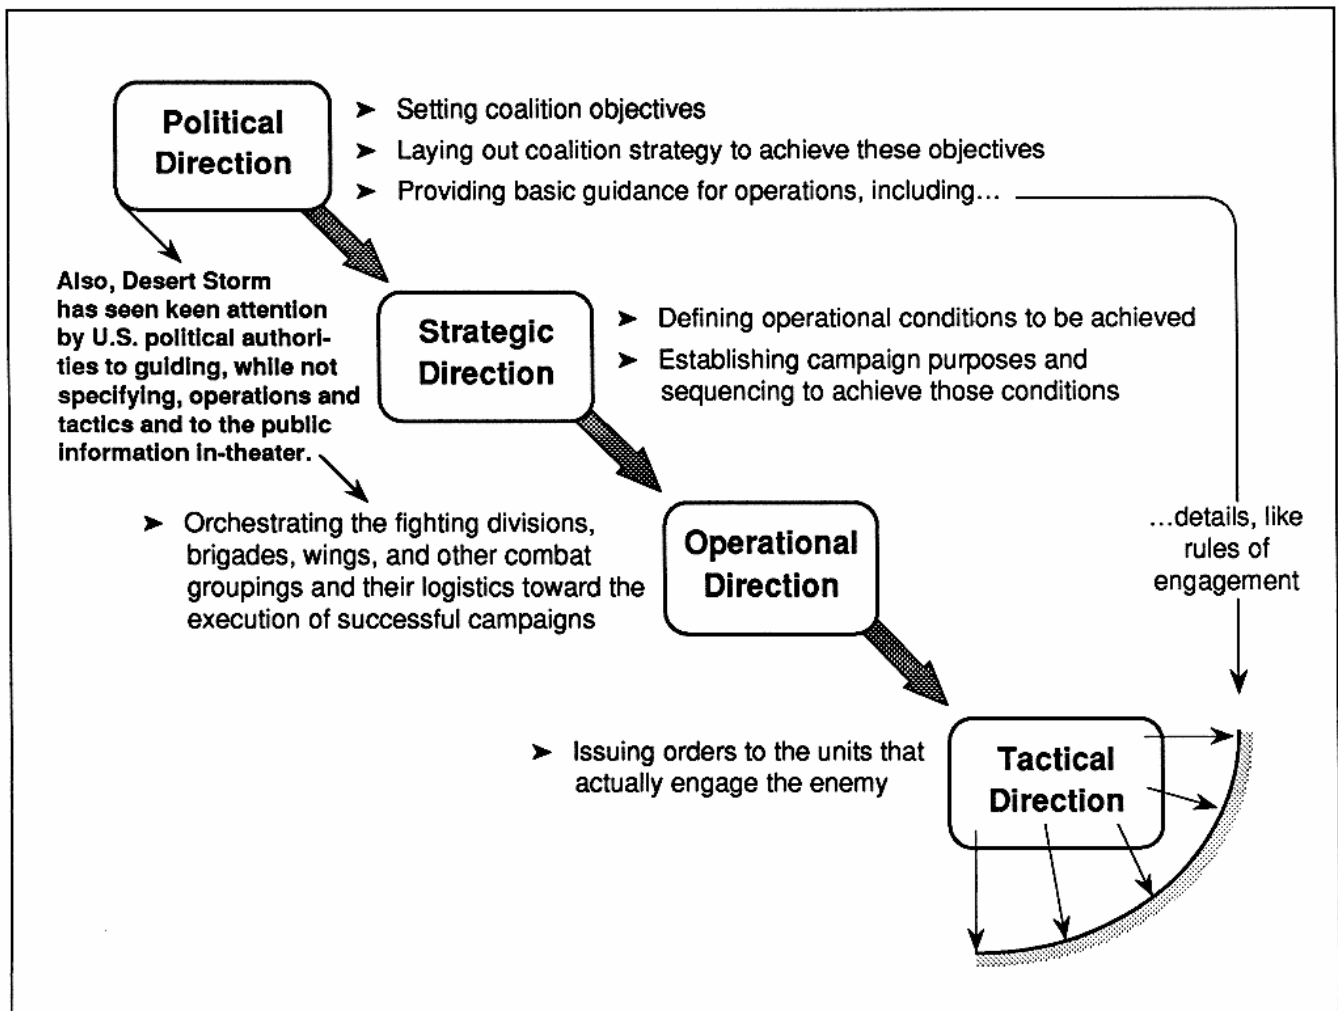 Political
Direction
➤ Setting coalition objectives
➤ Laying out coalition strategy to achieve these objectives
➤ Providing basic guidance for operations, including...
Also, Desert Storm
has seen keen attention
by U.S. political authori-
ties to guiding, while not
specifying, operations and
tactics and to the public
information in-theater.
Strategic
Direction
➤ Defining operational conditions to be achieved
➤ Establishing campaign purposes and
sequencing to achieve those conditions
➤ Orchestrating the fighting divisions,
brigades, wings, and other combat
groupings and their logistics toward the
execution of successful campaigns
Operational
Direction
...details, like
rules of
engagement
➤ Issuing orders to the units that
actually engage the enemy
Tactical
Direction